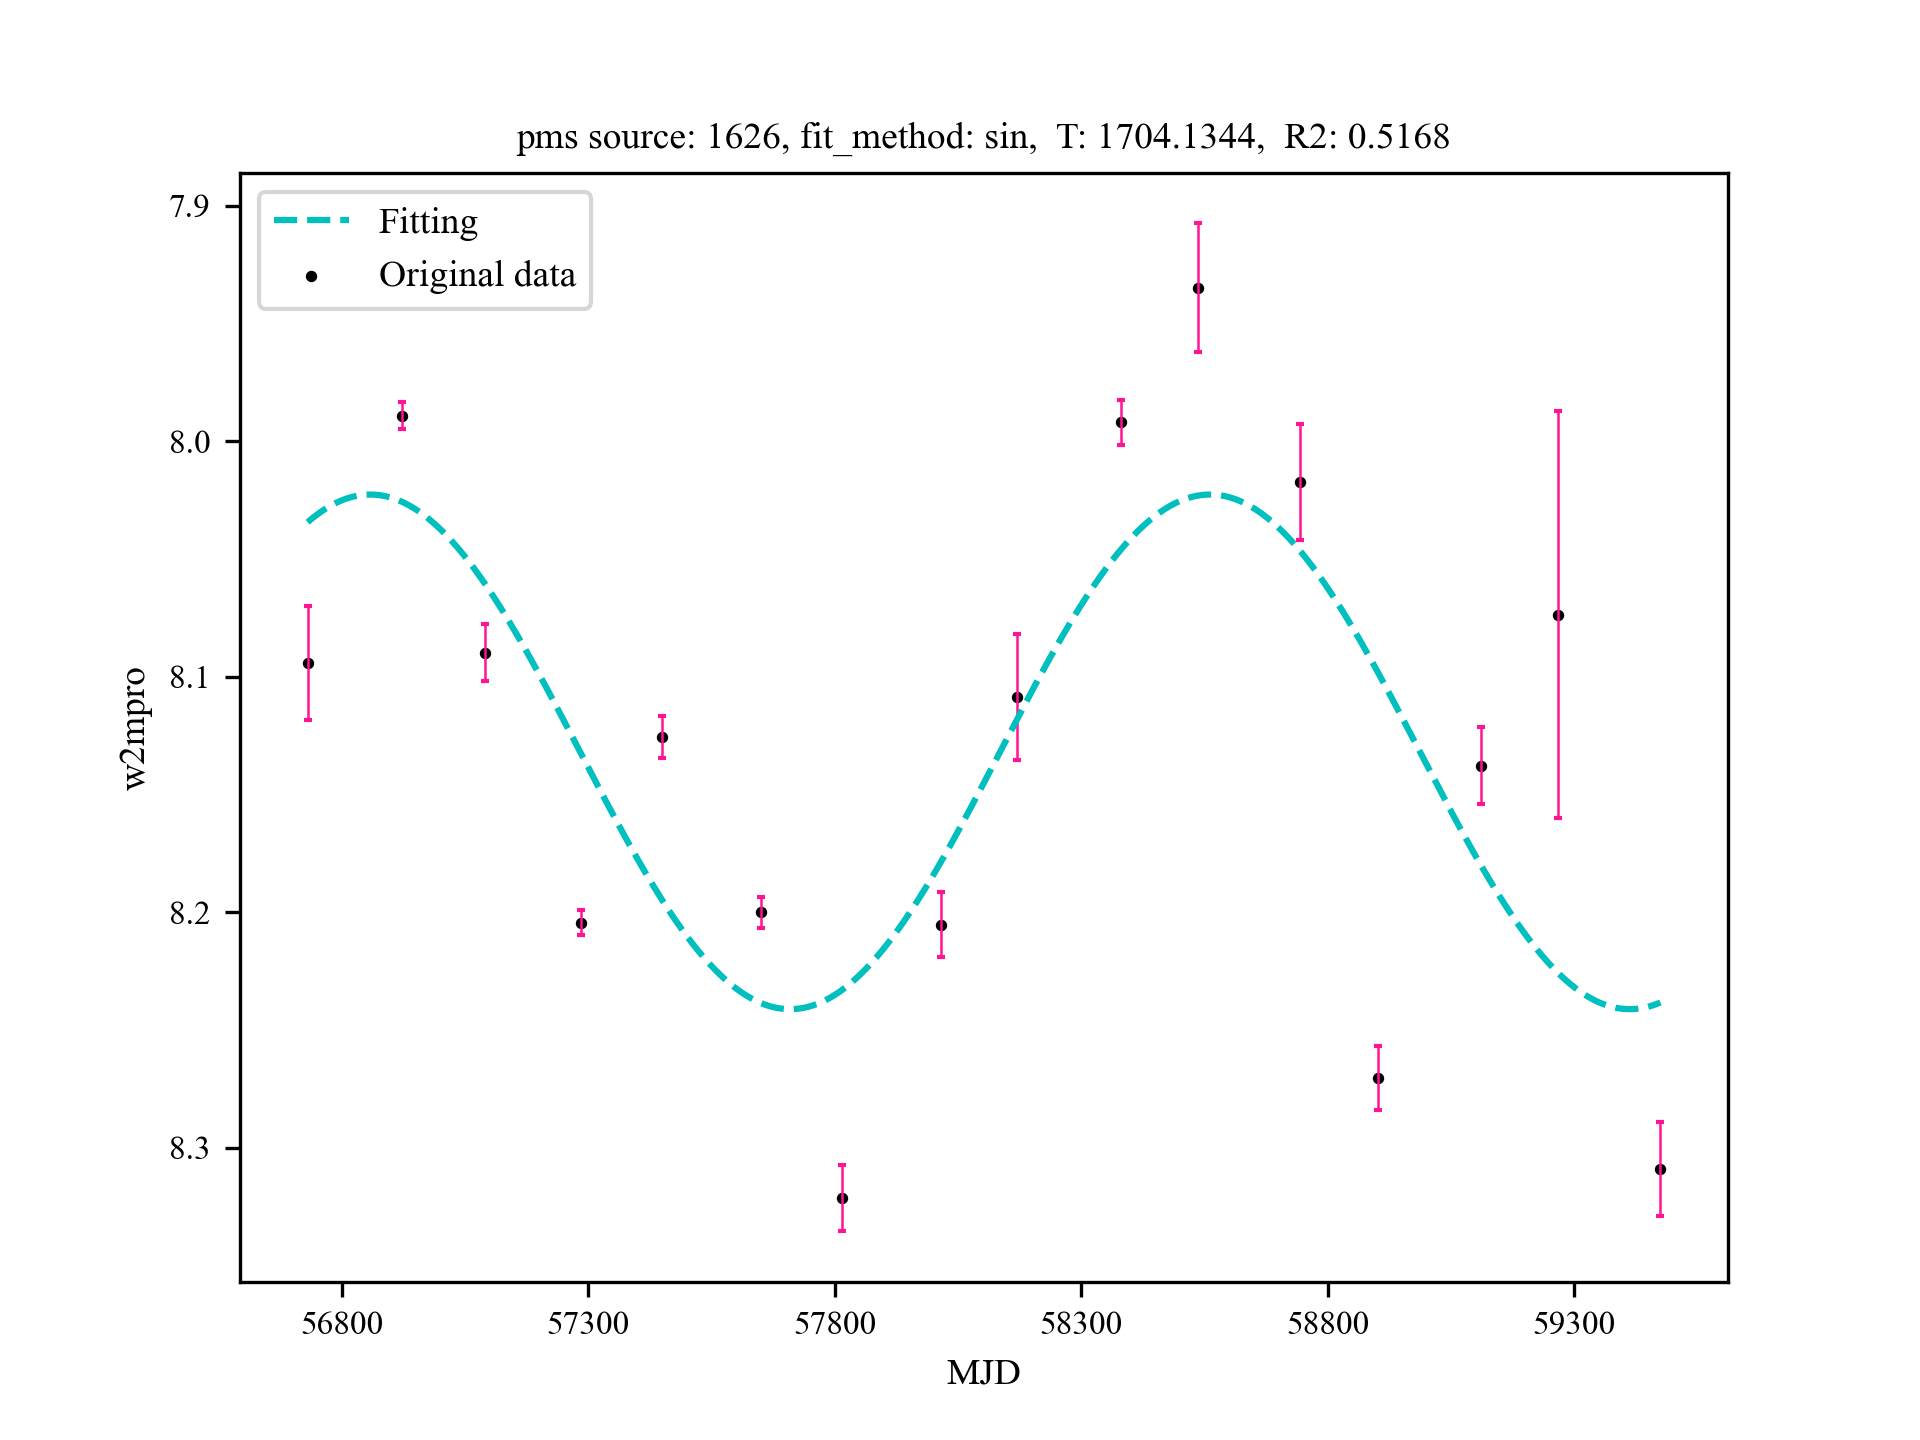 pms source: 1626, fit_method: sin,  T: 1704.1344,  R2: 0.5168
Fitting
Original data
7.9
8.0
8.1
8.2
8.3
w2mpro
56800
57300
57800
58300
58800
59300
MJD